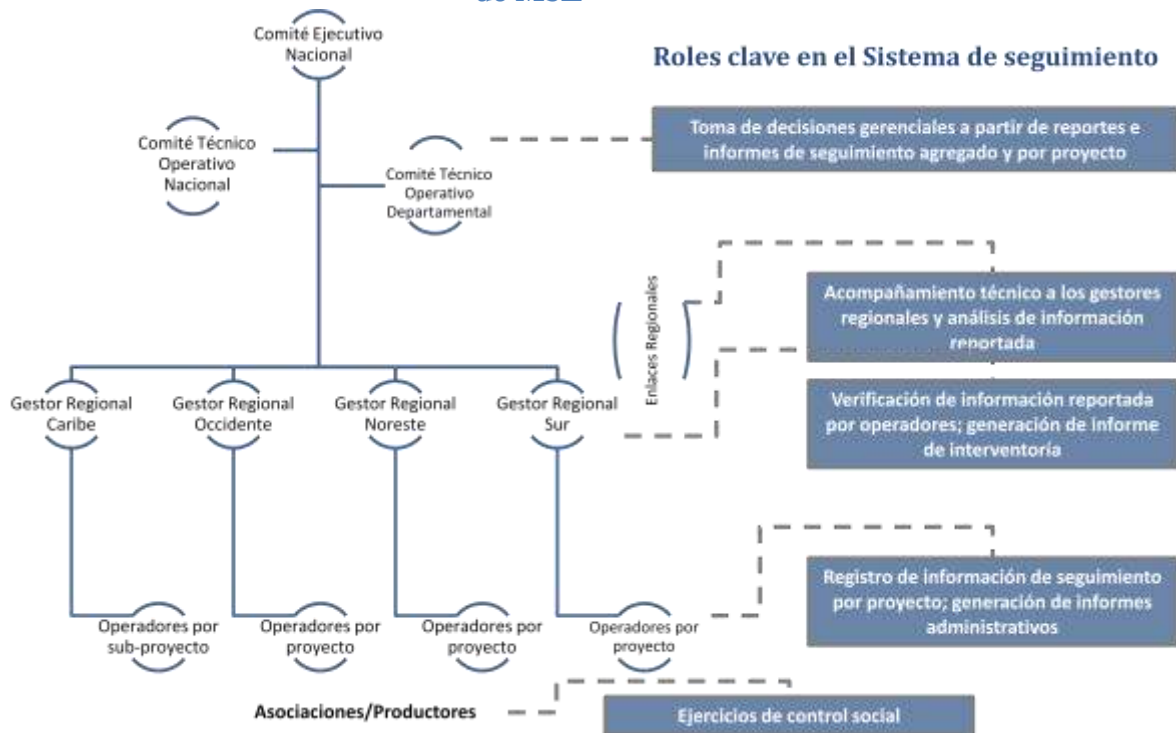 Comité Ejecutivo
Nacional
Roles clave en el Sistema de seguimiento
Comité Técnico
Operativo
Nacional
Comité Técnico
Operativo
Departamental
Toma de decisiones gerenciales a partir de reportes e
informes de seguimiento agregado y por proyecto
Enlaces Regionales
Acompañamiento técnico a los gestores
regionales y análisis de información
reportada
Gestor Regional
Caribe
Gestor Regional
Occidente
Gestor Regional
Noreste
Gestor Regional
Sur
Verificación de información reportada
por operadores; generación de informe
de interventoría
Registro de información de seguimiento
por proyecto; generación de informes
administrativos
Operadores por
sub-proyecto
Operadores por
proyecto
Operadores por
proyecto
Operadores por
proyecto
Asociaciones/Productores
Ejercicios de control social